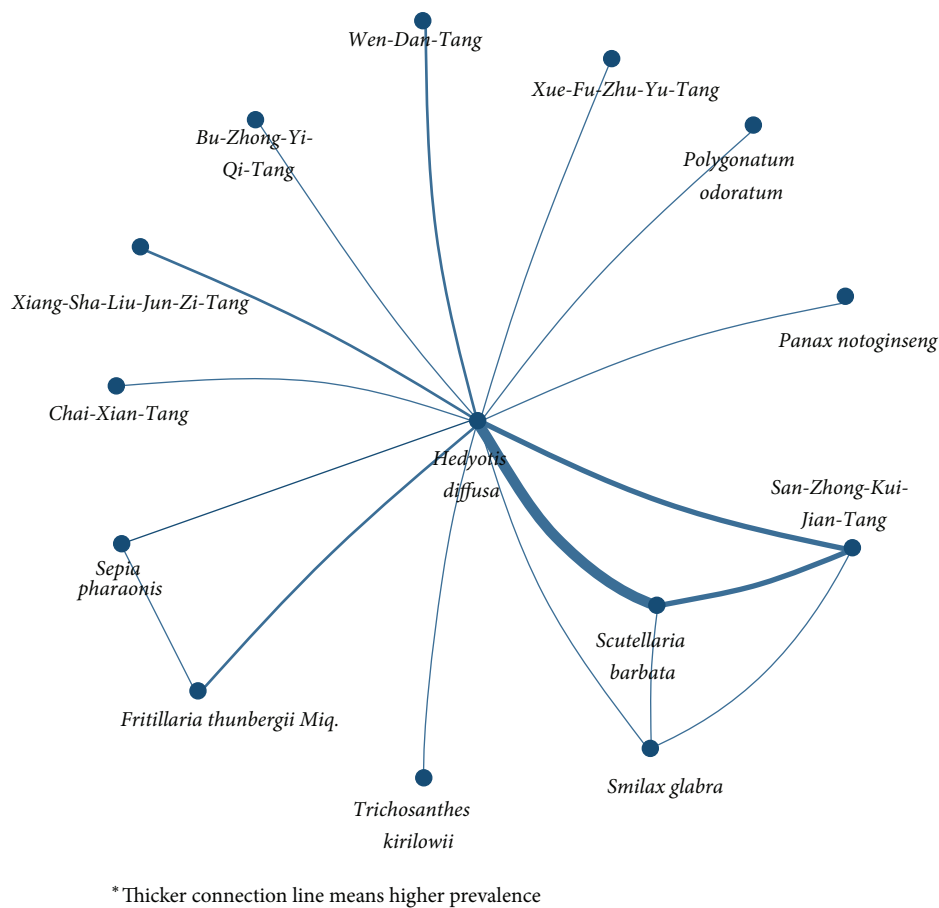 Wen-Dan-Tang
Xue-Fu-Zhu-Yu-Tang
Bu-Zhong-Yi-
Qi-Tang
Polygonatum
odoratum
Xiang-Sha-Liu-Jun-Zi-Tang
Panax notoginseng
Chai-Xian-Tang
Hedyotis
diffusa
San-Zhong-Kui-
Jian-Tang
Sepia
pharaonis
Scutellaria
barbata
Fritillaria thunbergii Miq.
Smilax glabra
Trichosanthes
kirilowii
*Thicker connection line means higher prevalence